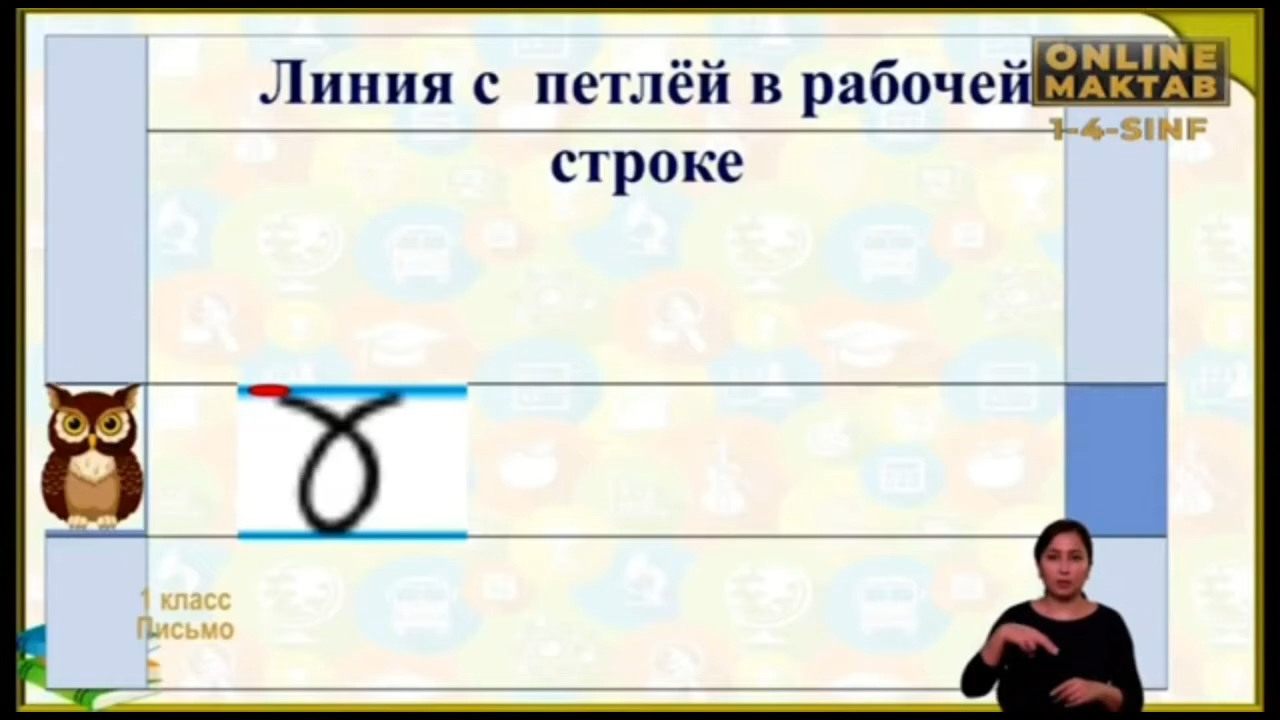 Линия с петлёй в рабочей
строке
ONLINE
MAKTAB
1-4-SINF
1 класс
Письмо